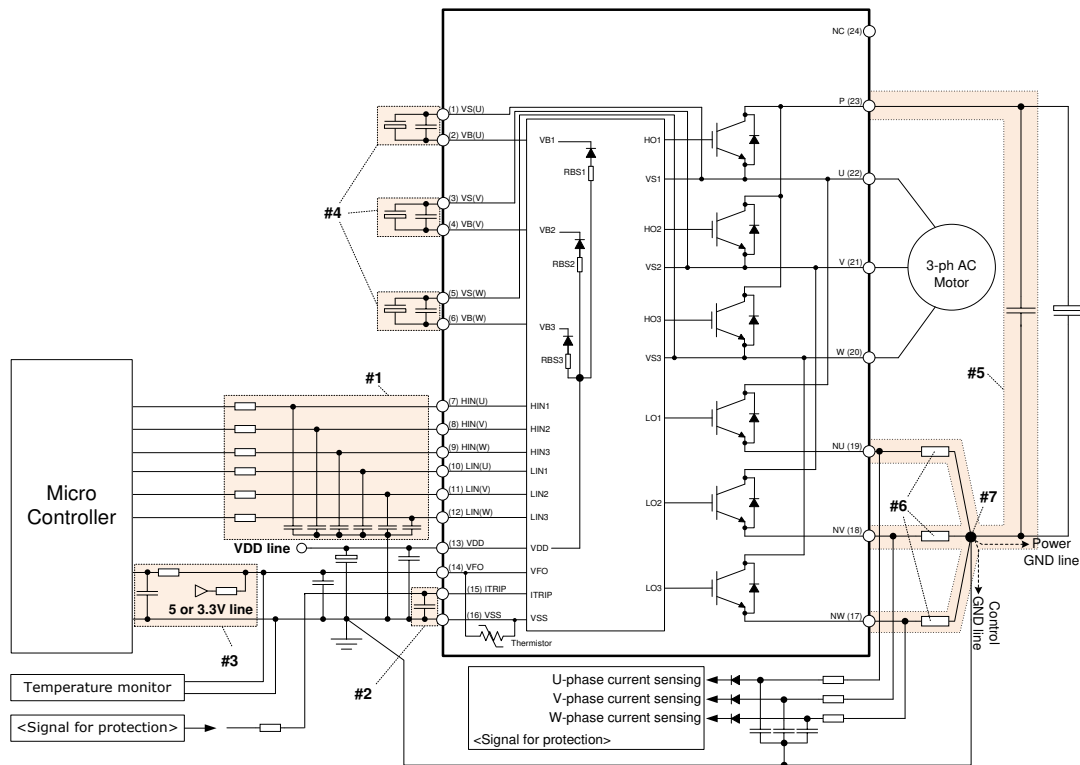 NC (24)
P (23)
(1) VS(U)
(2) VB(U)
VB1
RBS1
HO1
VS1
U (22)
(3) VS(V)
(4) VB(V)
#4
VB2
RBS2
HO2
VS2
V (21)
3-ph AC
Motor
(5) VS(W)
(6) VB(W)
VB3
RBS3
HO3
VS3
W (20)
#5
#1
Micro
Controller
(7) HIN(U)
HIN1
(8) HIN(V)
HIN2
(9) HIN(W)
HIN3
(10) LIN(U)
LIN1
(11) LIN(V)
LIN2
(12) LIN(W)
LIN3
LO1
NU (19)
LO2
#6
#7
NV (18)
Power
GND line
VDD line
(13) VDD
VDD
(14) VFO
VFO
(15) ITRIP
ITRIP
(16) VSS
VSS
5 or 3.3V line
Thermistor
LO3
NW (17)
Control
GND line
#3
#2
Temperature monitor
<Signal for protection>
U-phase current sensing
V-phase current sensing
W-phase current sensing
<Signal for protection>